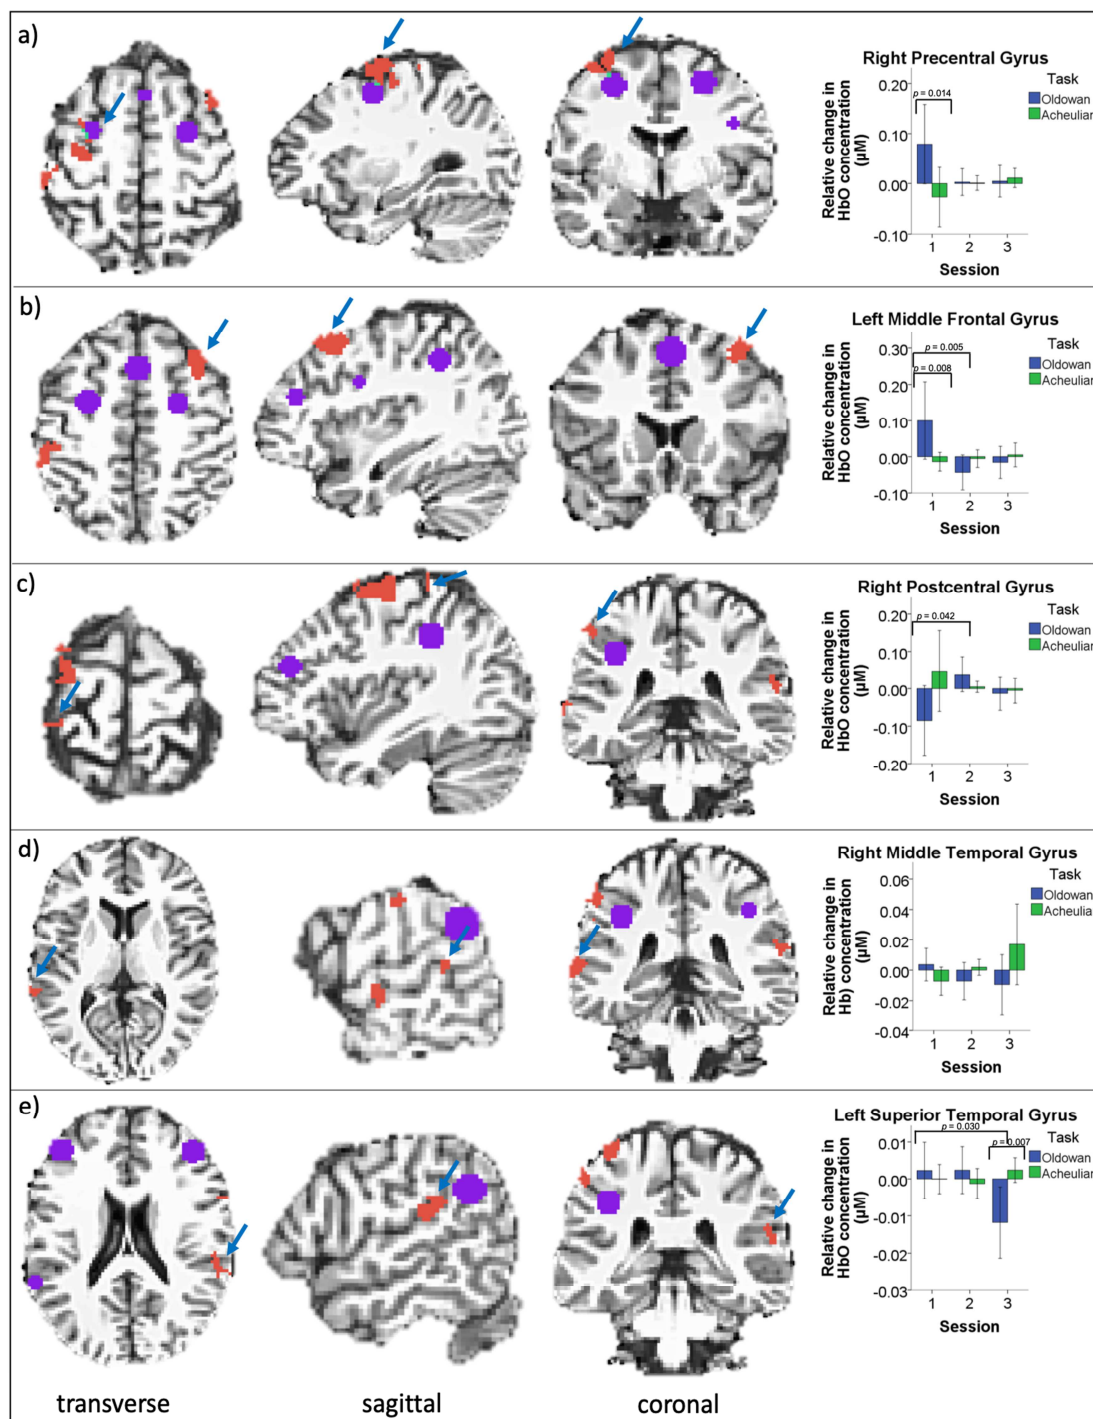 a)
Right Precentral Gyrus
Task
Oldowan
Acheulian
p = 0.014
Relative change in
HbO concentration
(µM)
0.20
0.10
0.00
-0.10
1 2 3
Session
b)
Left Middle Frontal Gyrus
Task
Oldowan
Acheulian
p = 0.005
p = 0.008
Relative change in
HbO concentration
(µM)
0.30
0.20
0.10
0.00
-0.10
1 2 3
Session
c)
Right Postcentral Gyrus
Task
Oldowan
Acheulian
p = 0.042
Relative change in
HbO concentration
(µM)
0.20
0.10
0.00
-0.10
-0.20
1 2 3
Session
d)
Right Middle Temporal Gyrus
Task
Oldowan
Acheulian
Relative change in
Hb) concentration
(µM)
0.06
0.04
0.02
0.00
-0.02
-0.04
1 2 3
Session
e)
Left Superior Temporal Gyrus
Task
Oldowan
Acheulian
p = 0.030
p = 0.007
Relative change in
HbO concentration
(µM)
0.01
0.00
-0.01
-0.02
-0.03
1 2 3
Session
transverse sagittal coronal